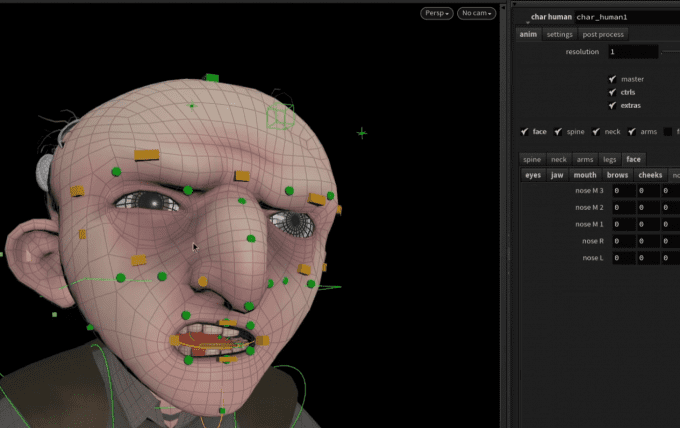 Persp No cam
char human char_human1
anim settings post process
resolution 1
master
ctrls
extras
face spine neck arms
spine neck arms legs face
eyes jaw mouth brows cheeks
nose M 3 0 0 0
nose M 2 0 0 0
nose M 1 0 0 0
nose R 0 0 0
nose L 0 0 0